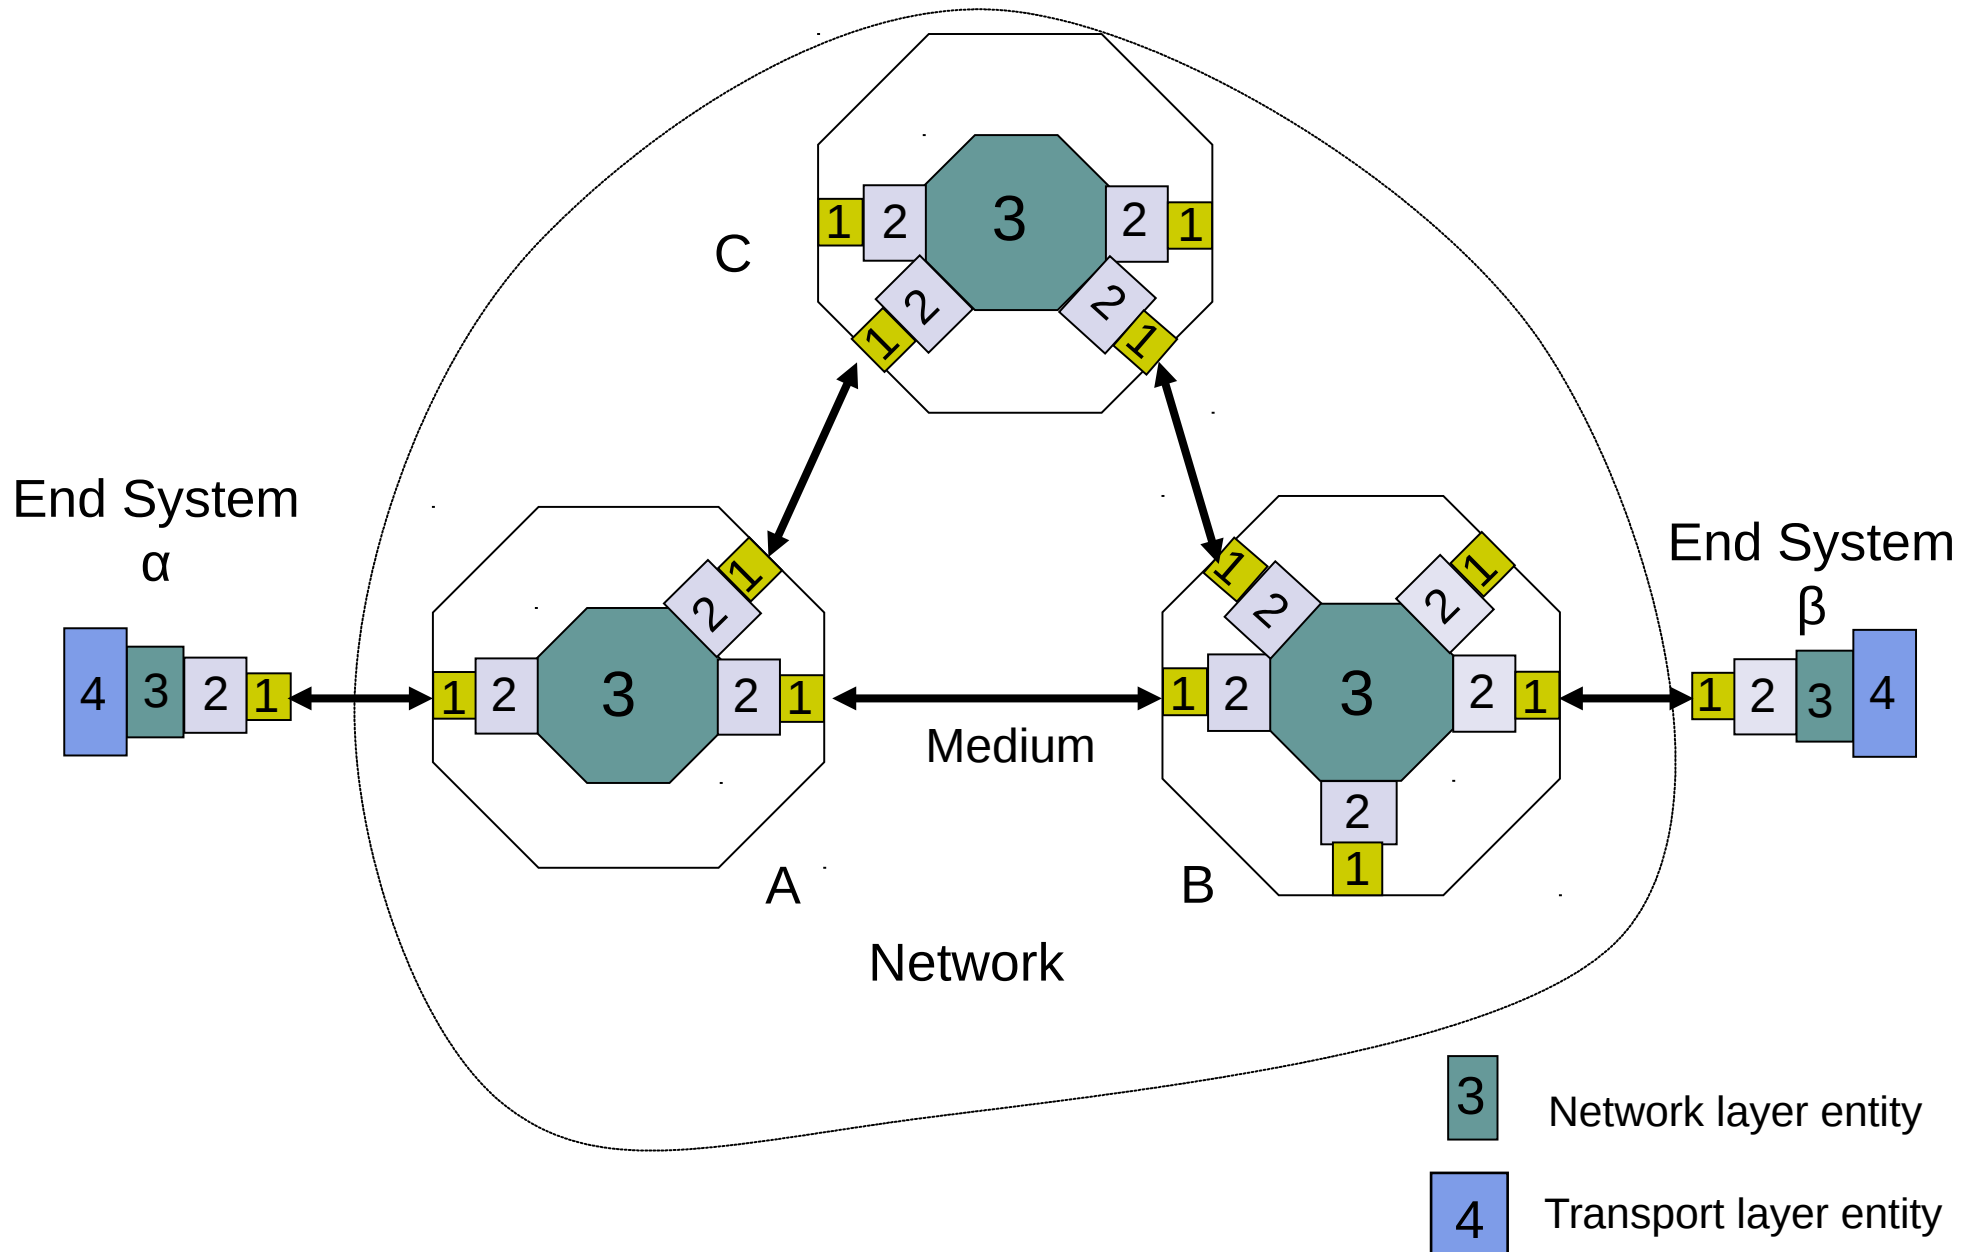 3
1 2 2 1
C
2 2
1 1
End System
α
End System
β
1 1 1
2 2 2
4 3 2 1
1 2 3 2 1
1 2 3 2 1
1 2 3 4
Medium
2
1
A
B
Network
3 Network layer entity
4 Transport layer entity